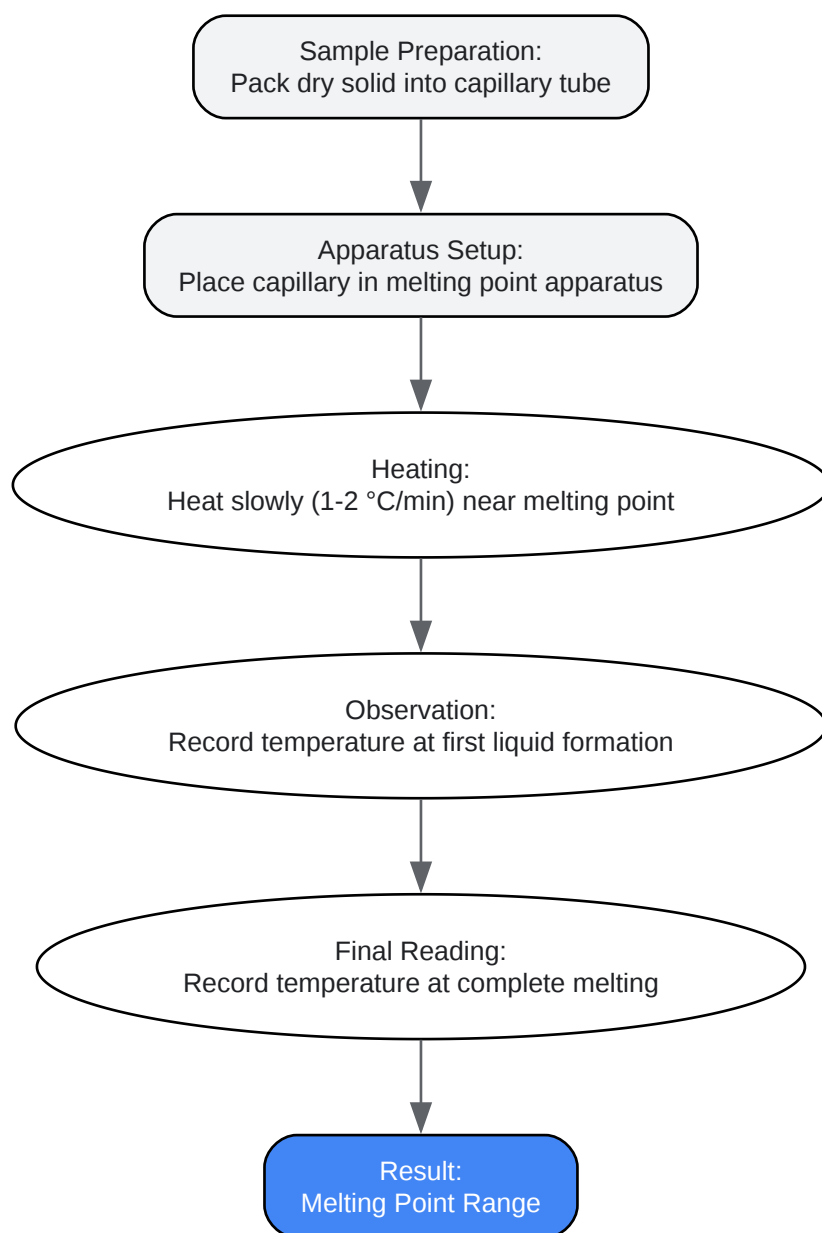 Sample Preparation:
Pack dry solid into capillary tube
Apparatus Setup:
Place capillary in melting point apparatus
Heating:
Heat slowly (1-2 °C/min) near melting point
Observation:
Record temperature at first liquid formation
Final Reading:
Record temperature at complete melting
Result:
Melting Point Range